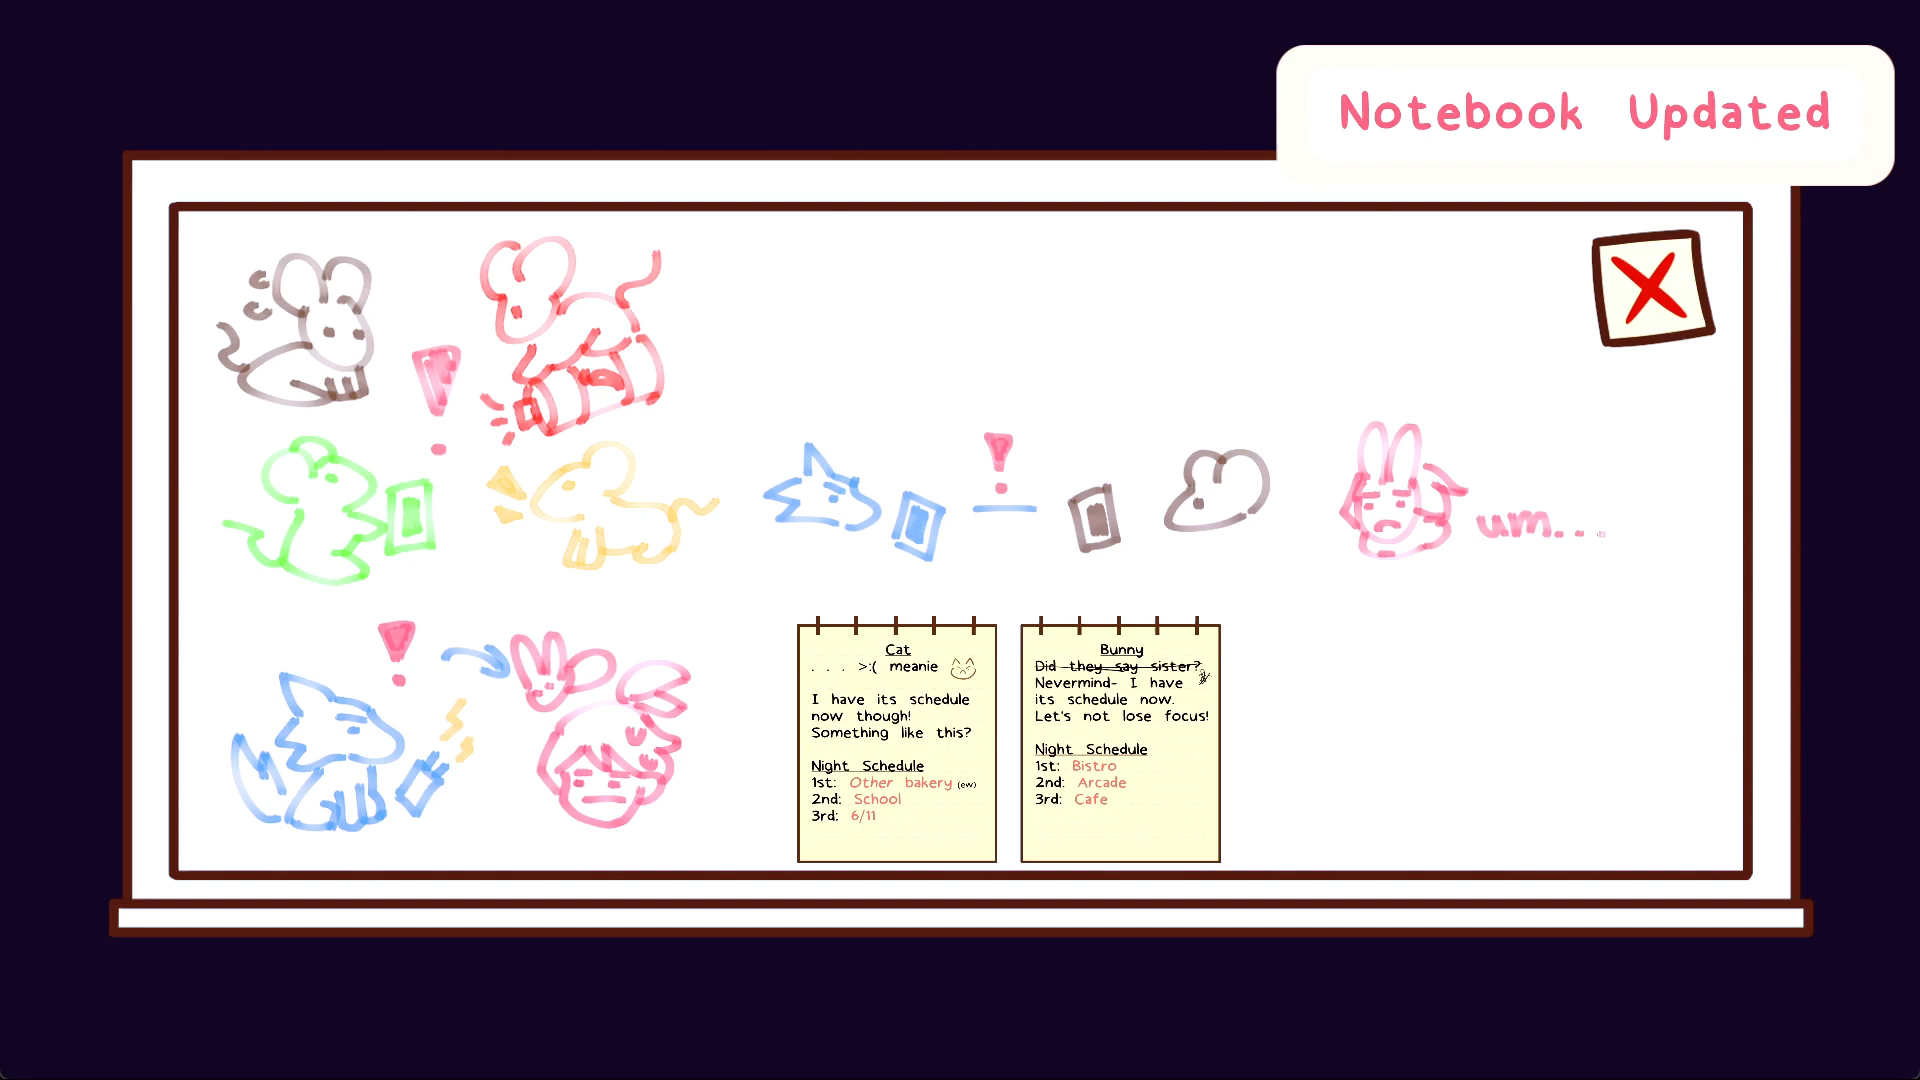 Notebook Updated
um...
Cat
. . . >:( meanie
I have its schedule
now though!
Something like this?
Night Schedule
1st: Other bakery (ew)
2nd: School
3rd: 6/11
Bunny
Did they say sister?
Nevermind- I have
its schedule now.
Let's not lose focus!
Night Schedule
1st: Bistro
2nd: Arcade
3rd: Cafe